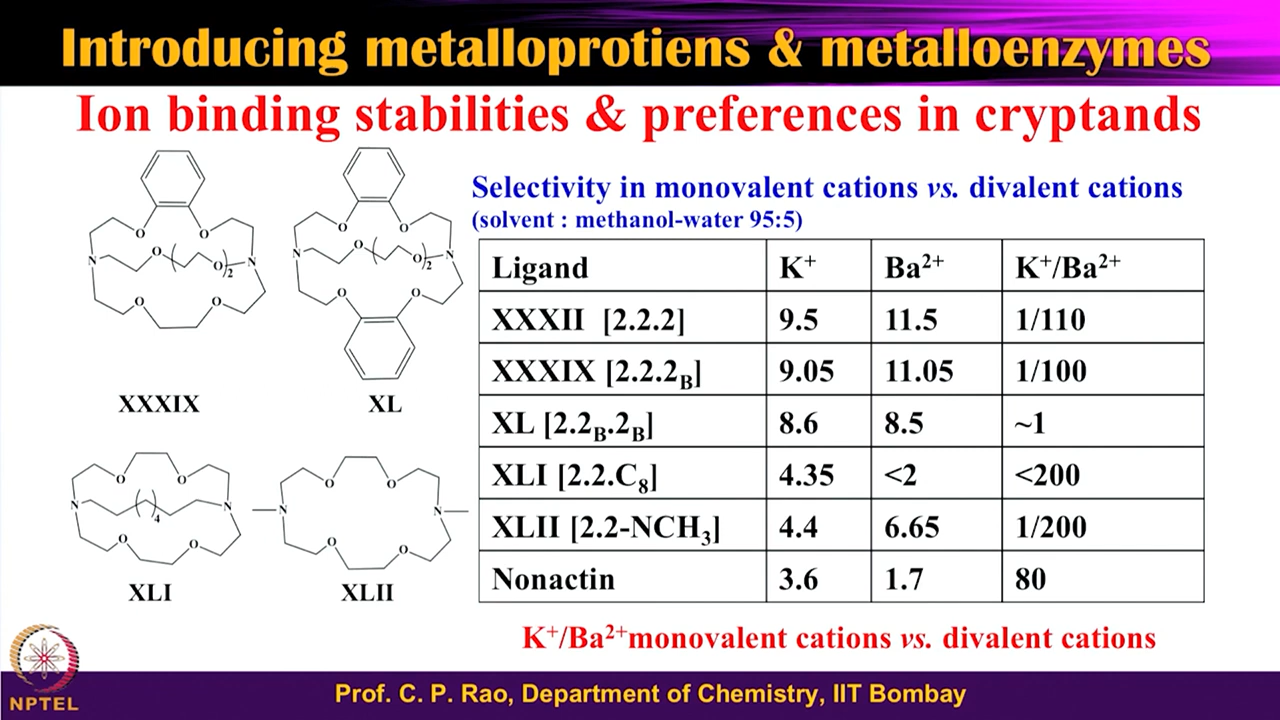 Introducing metalloprotiens & metalloenzymes
Ion binding stabilities & preferences in cryptands
Selectivity in monovalent cations vs. divalent cations
(solvent : methanol-water 95:5)
O O
N O O )2 N
O O
XXXIX
O O
N O O )2 N
O O
XL
O O
N 4 N
O O
XLI
O O
N N
O O
XLII
Ligand K⁺ Ba²⁺ K⁺/Ba²⁺
XXXII [2.2.2] 9.5 11.5 1/110
XXXIX [2.2.2B] 9.05 11.05 1/100
XL [2.2B.2B] 8.6 8.5 ~1
XLI [2.2.C₈] 4.35 <2 <200
XLII [2.2-NCH₃] 4.4 6.65 1/200
Nonactin 3.6 1.7 80
K⁺/Ba²⁺monovalent cations vs. divalent cations
NPTEL
Prof. C. P. Rao, Department of Chemistry, IIT Bombay